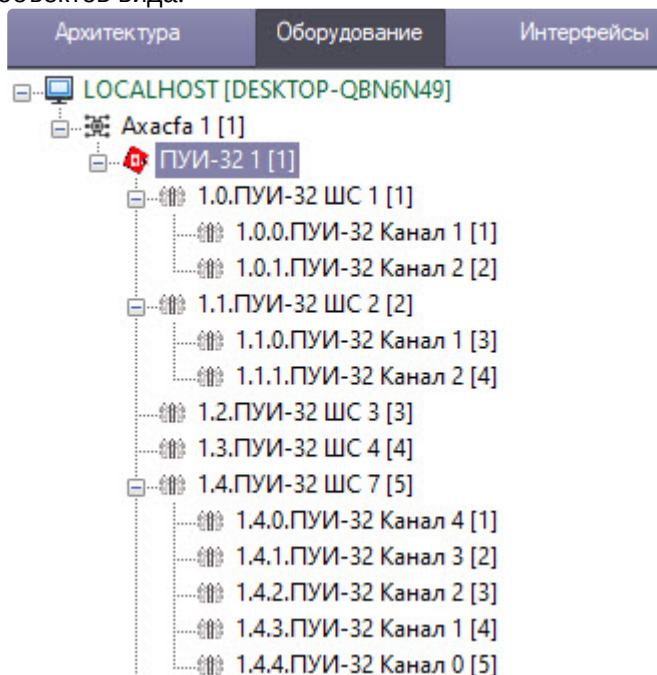 объектов вида:
Архитектура Оборудование Интерфейсы
LOCALHOST [DESKTOP-QBN6N49]
Axacfa 1 [1]
ПУИ-32 1 [1]
1.0.ПУИ-32 ШС 1 [1]
1.0.0.ПУИ-32 Канал 1 [1]
1.0.1.ПУИ-32 Канал 2 [2]
1.1.ПУИ-32 ШС 2 [2]
1.1.0.ПУИ-32 Канал 1 [3]
1.1.1.ПУИ-32 Канал 2 [4]
1.2.ПУИ-32 ШС 3 [3]
1.3.ПУИ-32 ШС 4 [4]
1.4.ПУИ-32 ШС 7 [5]
1.4.0.ПУИ-32 Канал 4 [1]
1.4.1.ПУИ-32 Канал 3 [2]
1.4.2.ПУИ-32 Канал 2 [3]
1.4.3.ПУИ-32 Канал 1 [4]
1.4.4.ПУИ-32 Канал 0 [5]